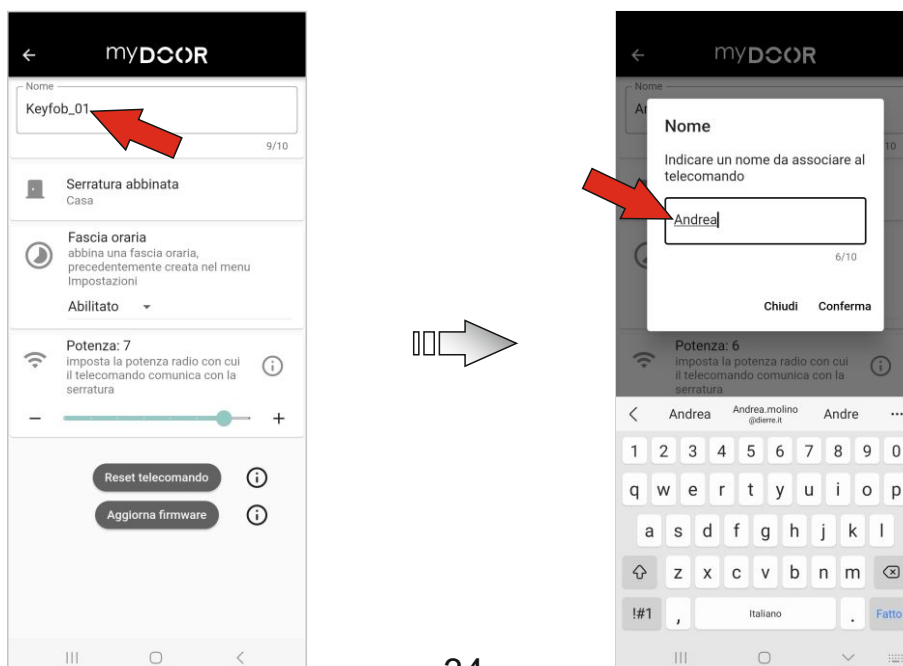 myDOOR
Nome
Keyfob_01
9/10
Serratura abbinata
Casa
Fascia oraria
abbina una fascia oraria,
precedentemente creata nel menu
Impostazioni
Abilitato
Potenza: 7
imposta la potenza radio con cui
il telecomando comunica con la
serratura
− +
Reset telecomando
Aggiorna firmware
myDOOR
Nome
10
Nome
Indicare un nome da associare al
telecomando
Andrea
6/10
Chiudi Conferma
Potenza: 6
imposta la potenza radio con cui
il telecomando comunica con la
serratura
Andrea Andrea.molino Andre ...
@dierre.it
1 2 3 4 5 6 7 8 9 0
q w e r t y u i o p
a s d f g h j k l
z x c v b n m
!#1 , Italiano . Fatto